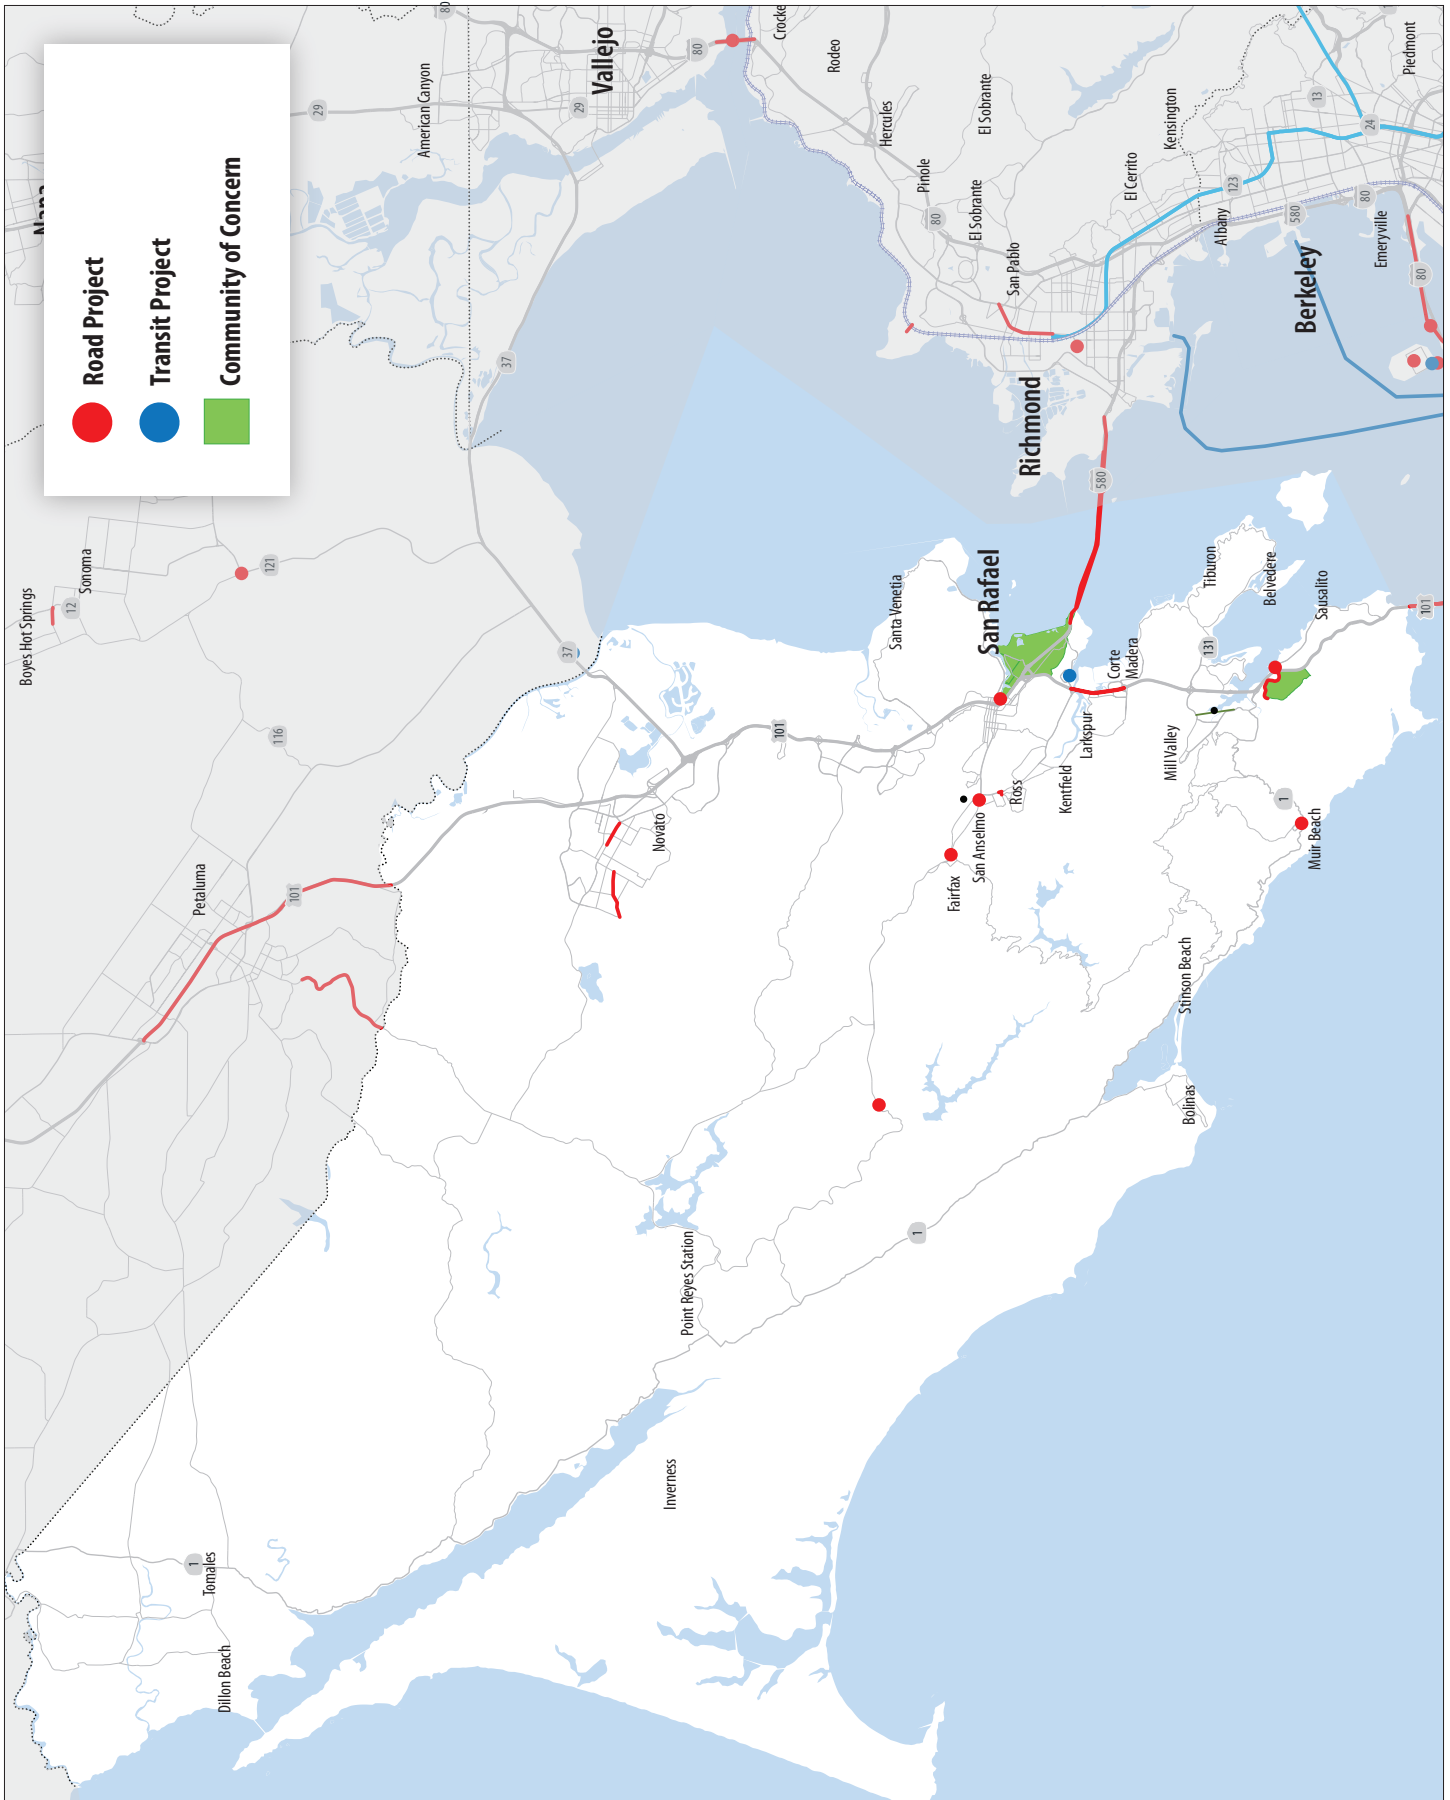 Road Project
Transit Project
Community of Concern
Napa
Boyes Hot Springs
12
Sonoma
121
116
29
American Canyon
80
Vallejo
29
80
37
37
Crocke
Rodeo
Hercules
El Sobrante
Pinole
80
El Sobrante
San Pablo
Richmond
580
El Cerrito
Kensington
Albany
123
13
24
Piedmont
580
80
Emeryville
Berkeley
80
Petaluma
101
Novato
101
Santa Venetia
San Rafael
Corte
Madera
Larkspur
Kentfield
Ross
San Anselmo
Fairfax
Tiburon
Belvedere
Sausalito
131
101
Mill Valley
1
Muir Beach
Stinson Beach
Bolinas
1
Point Reyes Station
Inverness
1
Tomales
Dillon Beach